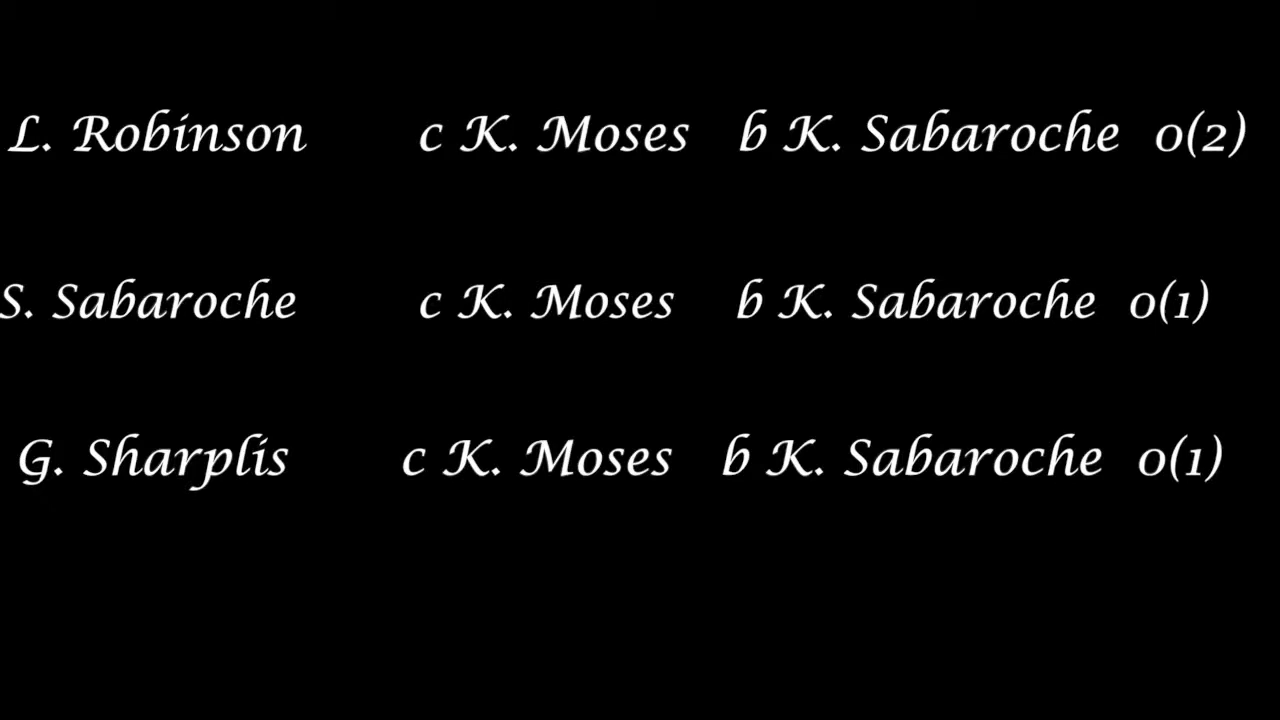 L. Robinson c K. Moses b K. Sabaroche 0(2)
S. Sabaroche c K. Moses b K. Sabaroche 0(1)
G. Sharplis c K. Moses b K. Sabaroche 0(1)